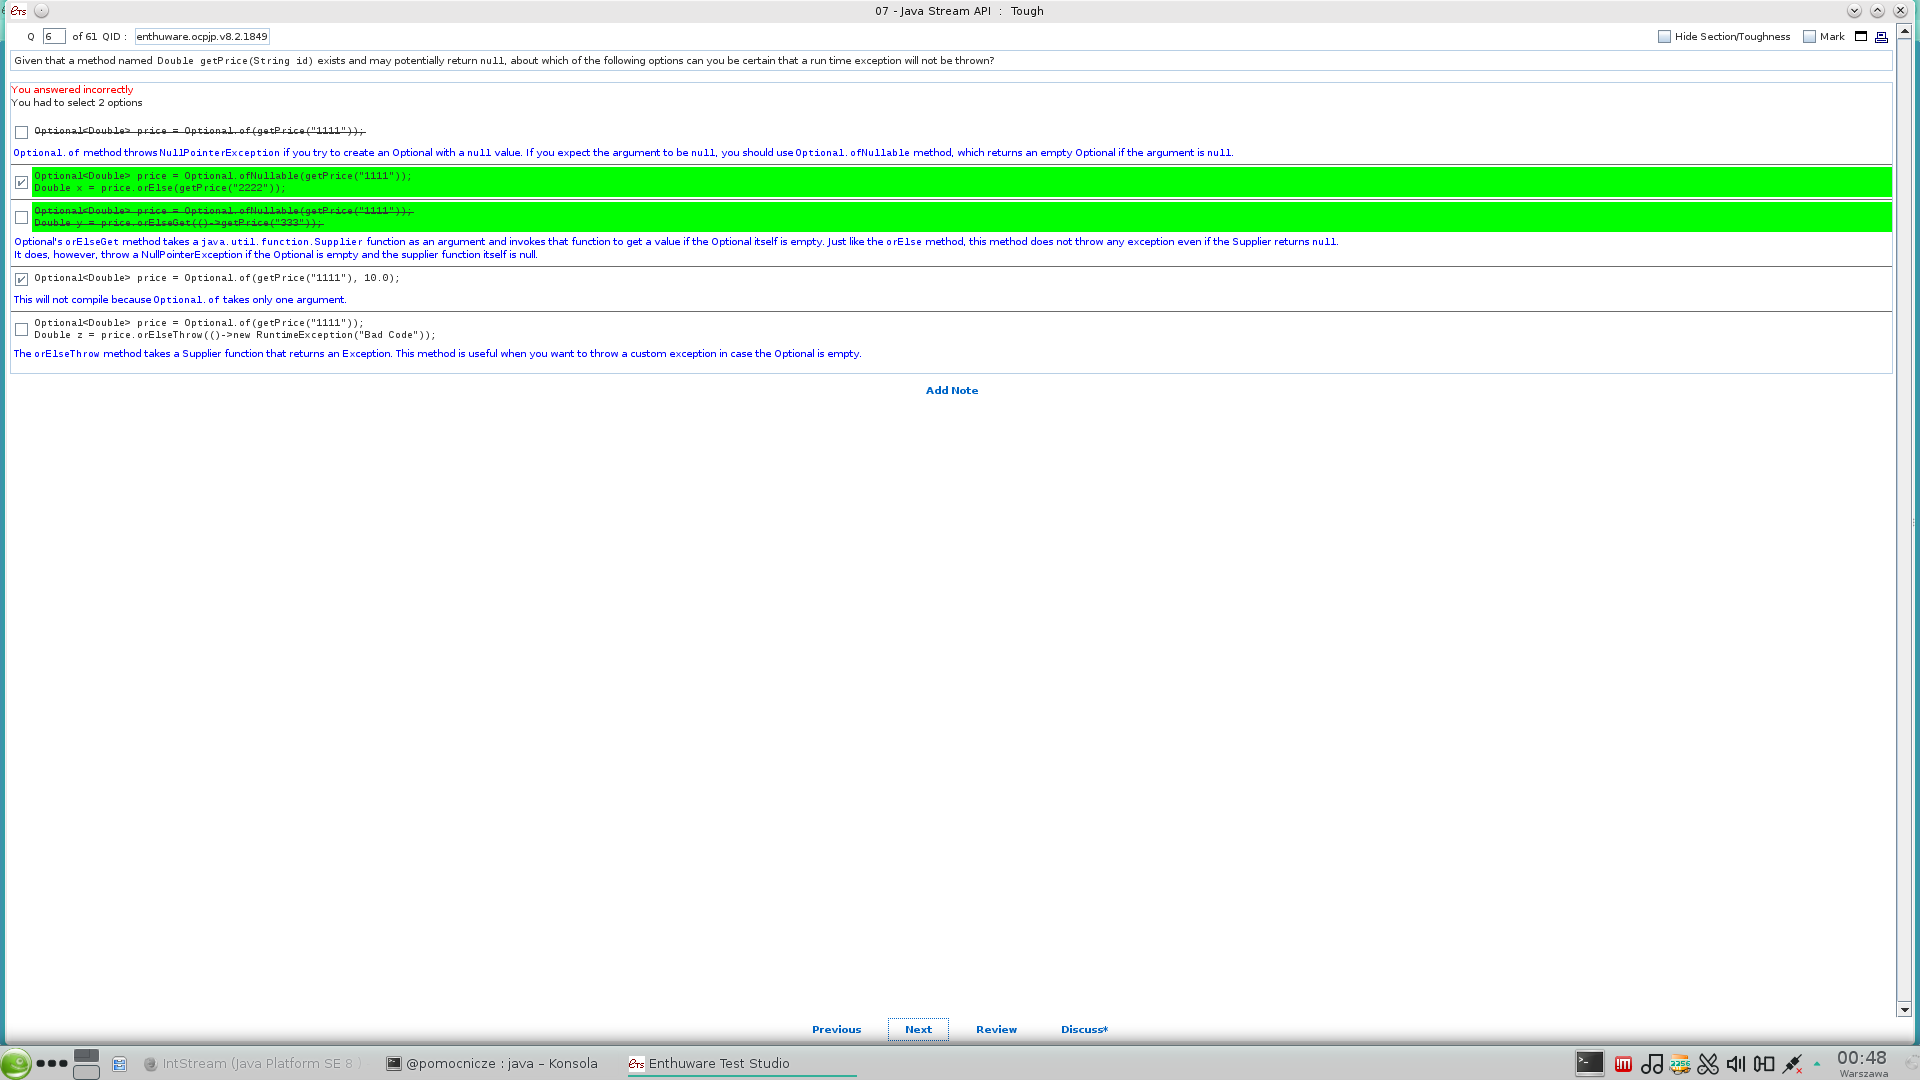 ETS
07 - Java Stream API : Tough
Q 6 of 61 QID : enthuware.ocpjp.v8.2.1849
Hide Section/Toughness Mark
Given that a method named Double getPrice(String id) exists and may potentially return null, about which of the following options can you be certain that a run time exception will not be thrown?
You answered incorrectly
You had to select 2 options
Optional<Double> price = Optional.of(getPrice("1111"));
Optional.of method throws NullPointerException if you try to create an Optional with a null value. If you expect the argument to be null, you should use Optional.ofNullable method, which returns an empty Optional if the argument is null.
Optional<Double> price = Optional.ofNullable(getPrice("1111"));
Double x = price.orElse(getPrice("2222"));
Optional<Double> price = Optional.ofNullable(getPrice("1111"));
Double y = price.orElseGet(()->getPrice("333"));
Optional's orElseGet method takes a java.util.function.Supplier function as an argument and invokes that function to get a value if the Optional itself is empty. Just like the orElse method, this method does not throw any exception even if the Supplier returns null.
It does, however, throw a NullPointerException if the Optional is empty and the supplier function itself is null.
Optional<Double> price = Optional.of(getPrice("1111"), 10.0);
This will not compile because Optional.of takes only one argument.
Optional<Double> price = Optional.of(getPrice("1111"));
Double z = price.orElseThrow(()->new RuntimeException("Bad Code"));
The orElseThrow method takes a Supplier function that returns an Exception. This method is useful when you want to throw a custom exception in case the Optional is empty.
Add Note
Previous Next Review Discuss*
IntStream (Java Platform SE 8 @pomocnicze : java – Konsola ETS Enthuware Test Studio 00:48
Warszawa